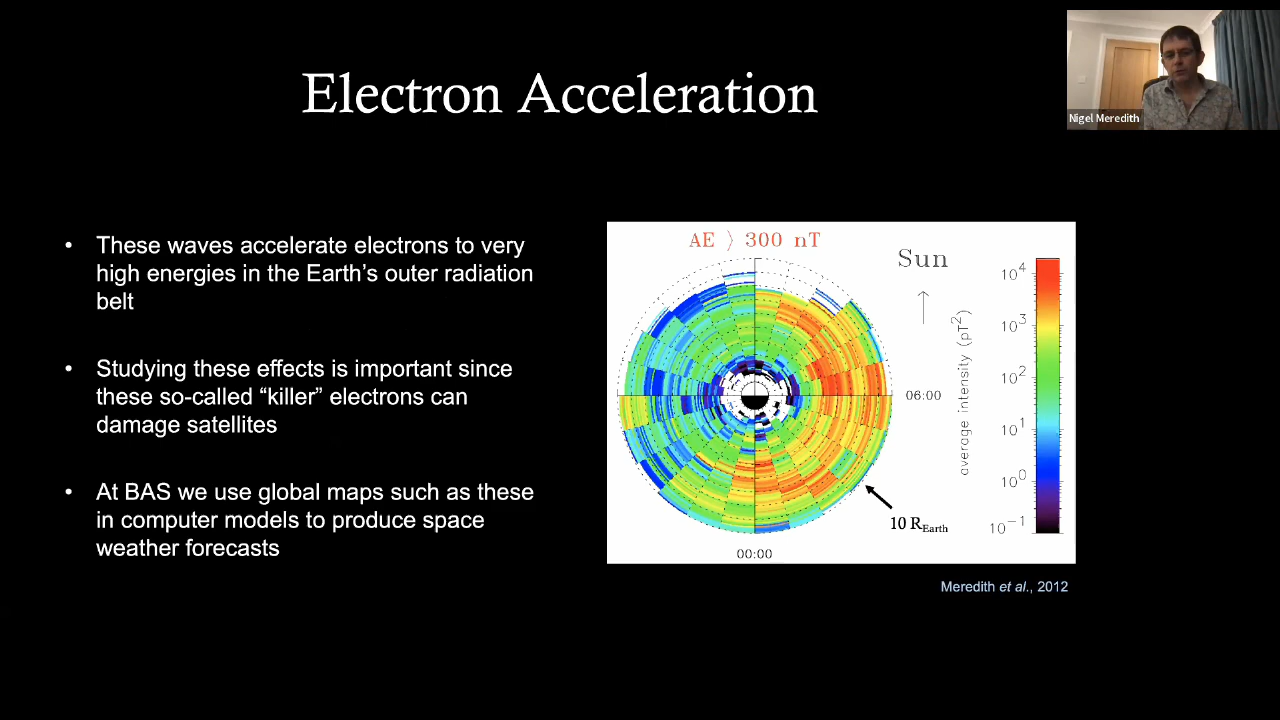 Electron Acceleration
Nigel Meredith
• These waves accelerate electrons to very
high energies in the Earth’s outer radiation
belt
• Studying these effects is important since
these so-called “killer” electrons can
damage satellites
• At BAS we use global maps such as these
in computer models to produce space
weather forecasts
AE 〉 300 nT
Sun
06:00
00:00
10 R_Earth
average intensity (pT²)
10⁴
10³
10²
10¹
10⁰
10⁻¹
Meredith et al., 2012